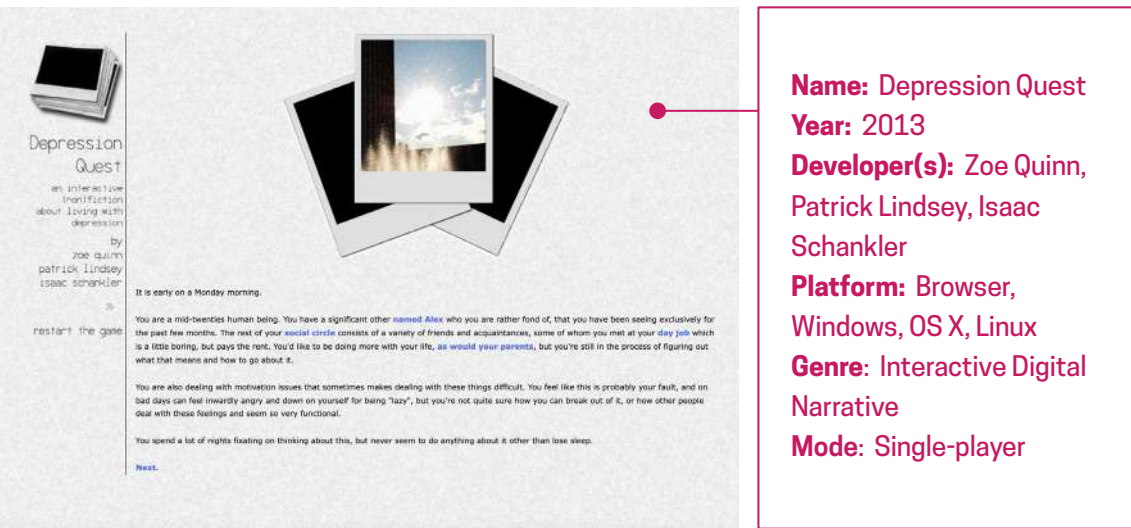 Depression
Quest
an interactive
(non)fiction
about living with
depression
by
zoe quinn
patrick lindsey
isaac schankler
restart the game
It is early on a Monday morning.
You are a mid-twenties human being. You have a significant other named Alex who you are rather fond of, that you have been seeing exclusively for
the past few months. The rest of your social circle consists of a variety of friends and acquaintances, some of whom you met at your day job which
is a little boring, but pays the rent. You'd like to be doing more with your life, as would your parents, but you're still in the process of figuring out
what that means and how to go about it.
You are also dealing with motivation issues that sometimes makes dealing with these things difficult. You feel like this is probably your fault, and on
bad days can feel inwardly angry and down on yourself for being "lazy", but you're not quite sure how you can break out of it, or how other people
deal with these feelings and seem so very functional.
You spend a lot of nights fixating on thinking about this, but never seem to do anything about it other than lose sleep.
Next.
Name: Depression Quest
Year: 2013
Developer(s): Zoe Quinn,
Patrick Lindsey, Isaac
Schankler
Platform: Browser,
Windows, OS X, Linux
Genre: Interactive Digital
Narrative
Mode: Single-player